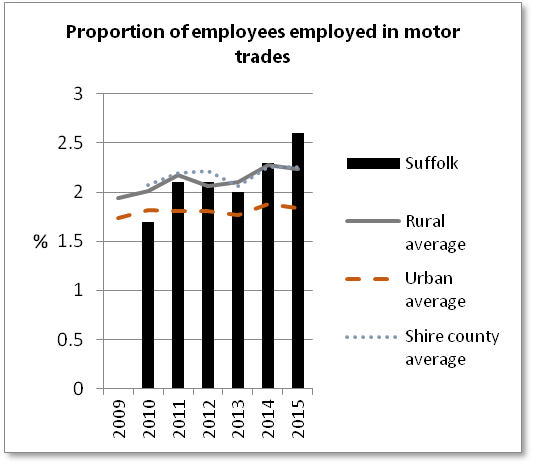 Proportion of employees employed in motor
trades
3
2.5
2
1.5
1
0.5
0
%
2009
2010
2011
2012
2013
2014
2015
Suffolk
Rural
average
Urban
average
Shire county
average